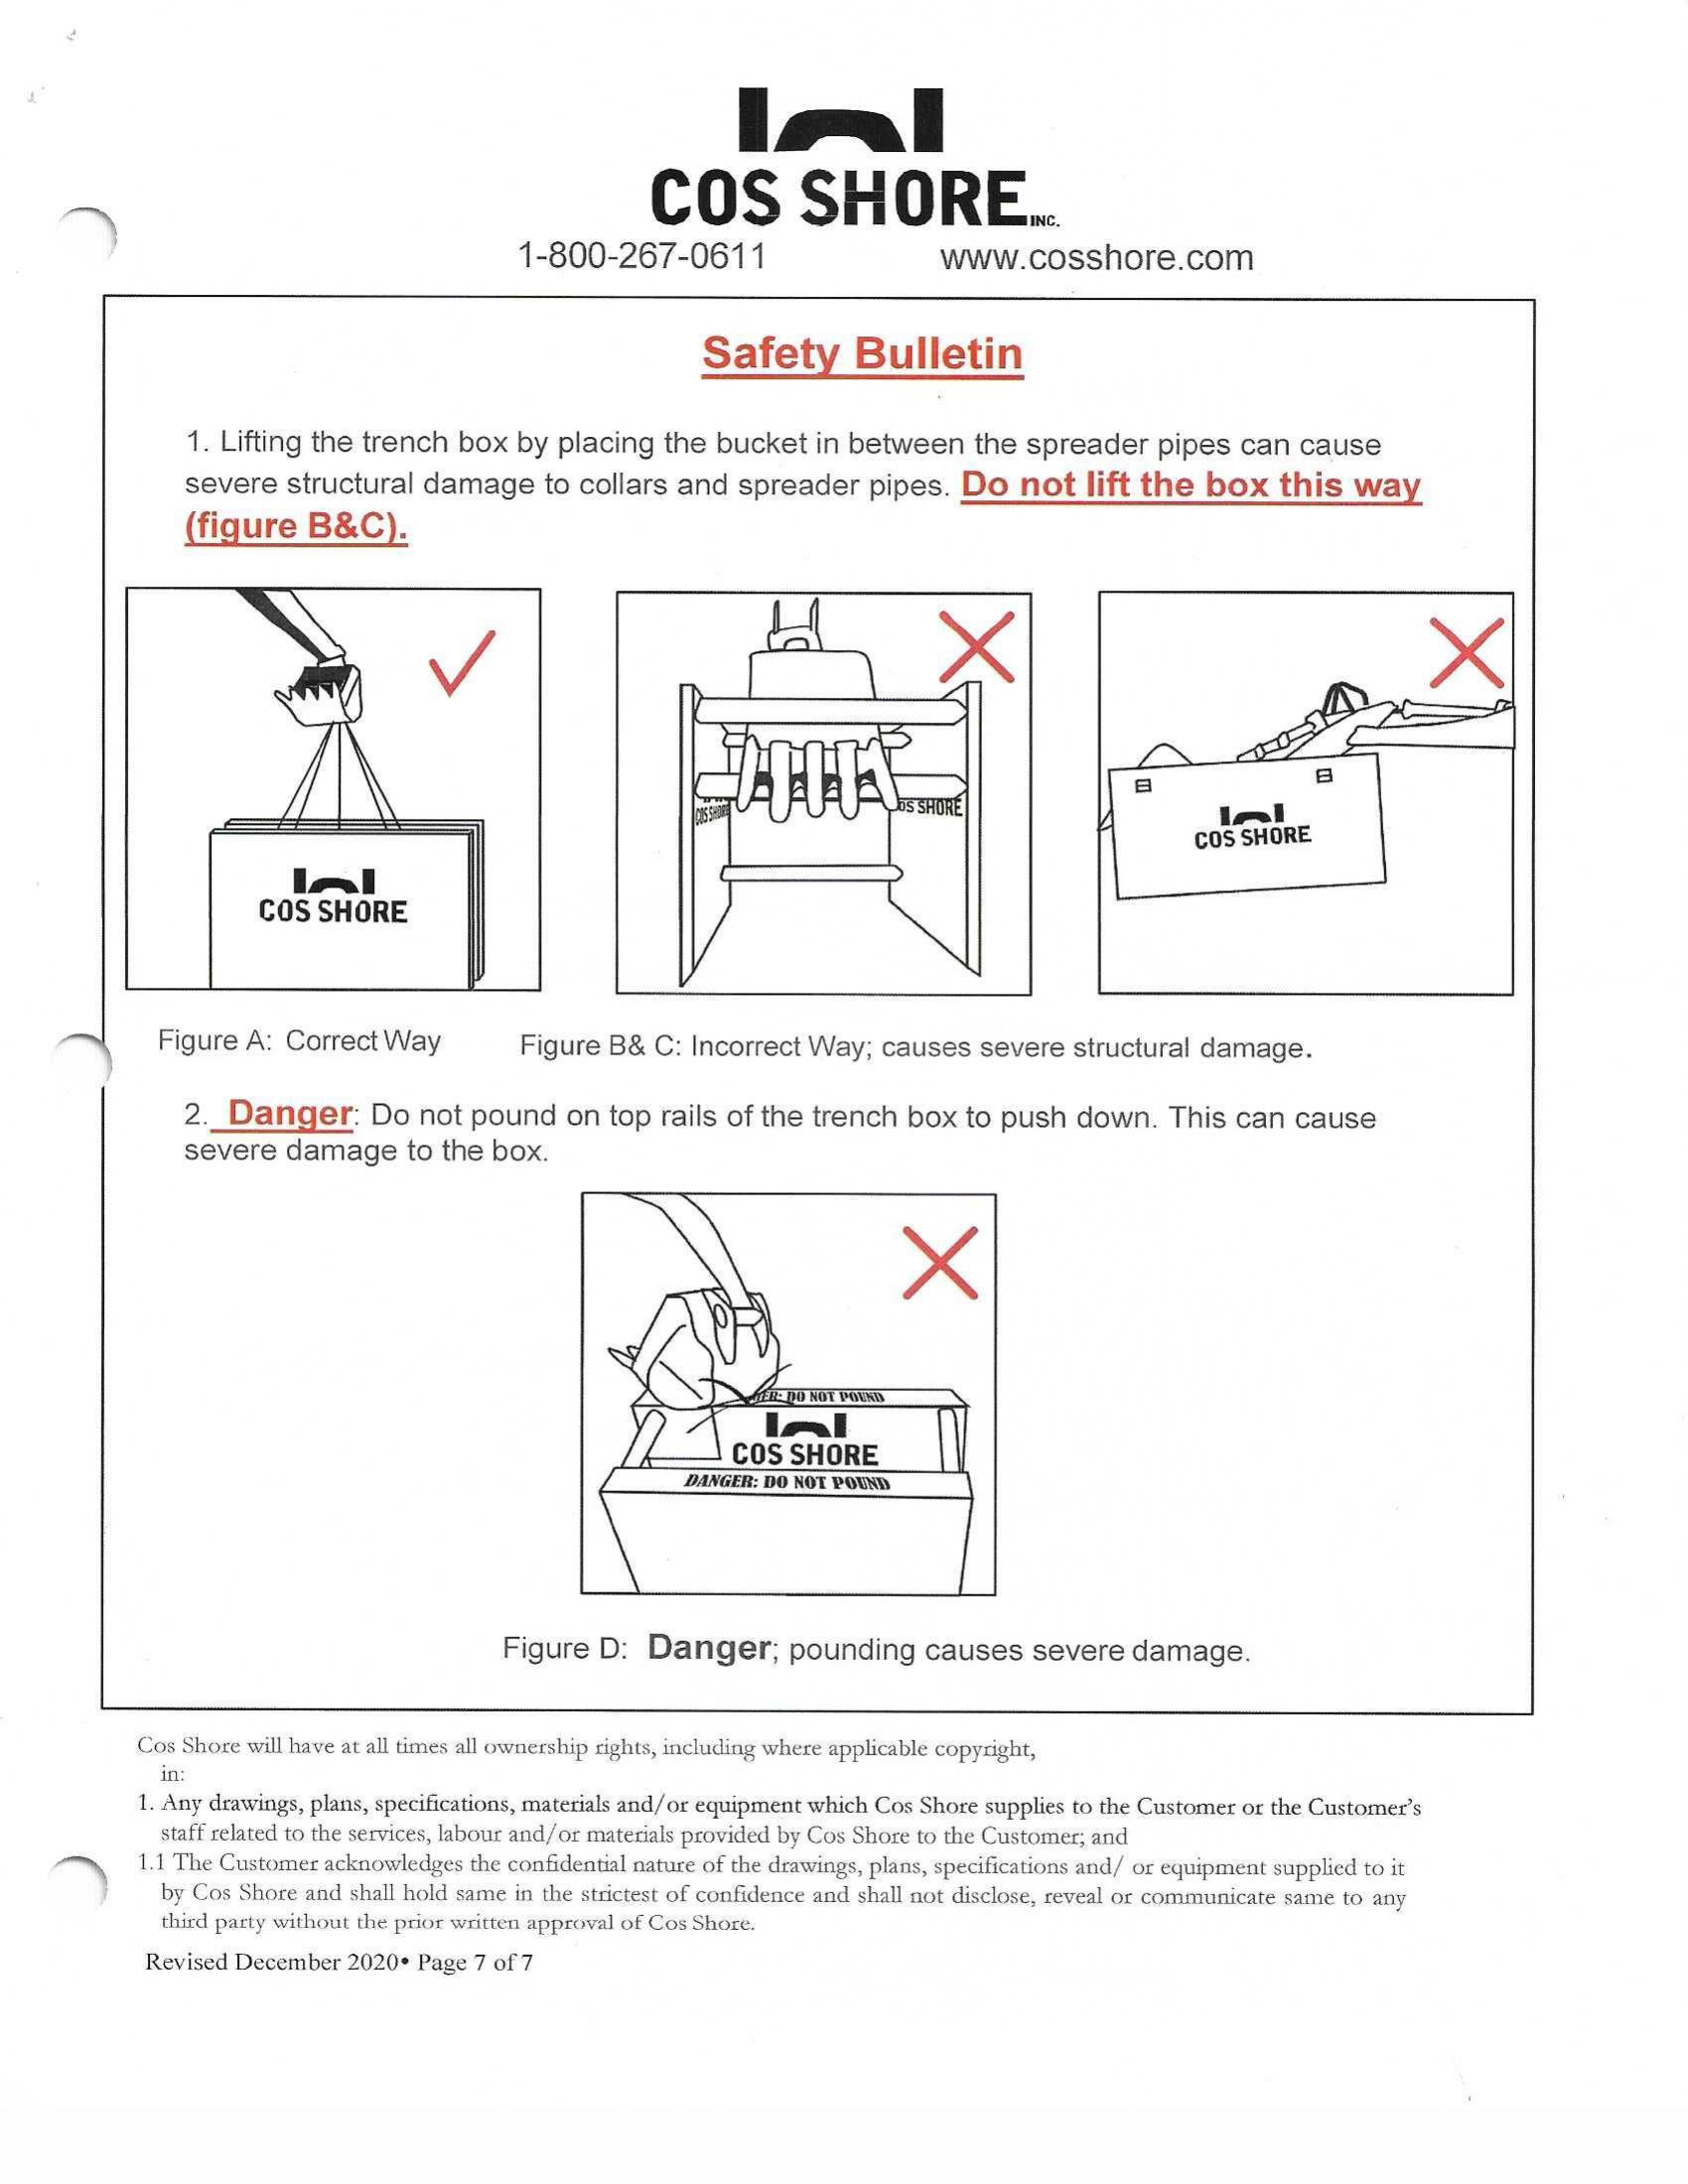 COS SHORE INC.
1-800-267-0611 www.cosshore.com
Safety Bulletin
1. Lifting the trench box by placing the bucket in between the spreader pipes can cause
severe structural damage to collars and spreader pipes. Do not lift the box this way
(figure B&C).
COS SHORE
COS SHORE
OS SHORE
COS SHORE
Figure A: Correct Way
Figure B& C: Incorrect Way; causes severe structural damage.
2. Danger: Do not pound on top rails of the trench box to push down. This can cause
severe damage to the box.
ER: DO NOT POUND
COS SHORE
DANGER: DO NOT POUND
Figure D: Danger; pounding causes severe damage.
Cos Shore will have at all times all ownership rights, including where applicable copyright,
in:
1. Any drawings, plans, specifications, materials and/or equipment which Cos Shore supplies to the Customer or the Customer's
staff related to the services, labour and/or materials provided by Cos Shore to the Customer; and
1.1 The Customer acknowledges the confidential nature of the drawings, plans, specifications and/ or equipment supplied to it
by Cos Shore and shall hold same in the strictest of confidence and shall not disclose, reveal or communicate same to any
third party without the prior written approval of Cos Shore.
Revised December 2020• Page 7 of 7